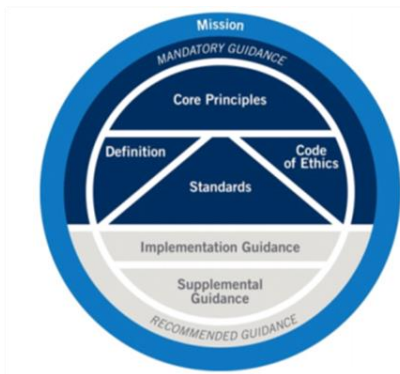 Mission
MANDATORY GUIDANCE
Core Principles
Definition
Code
of Ethics
Standards
Implementation Guidance
Supplemental
Guidance
RECOMMENDED GUIDANCE